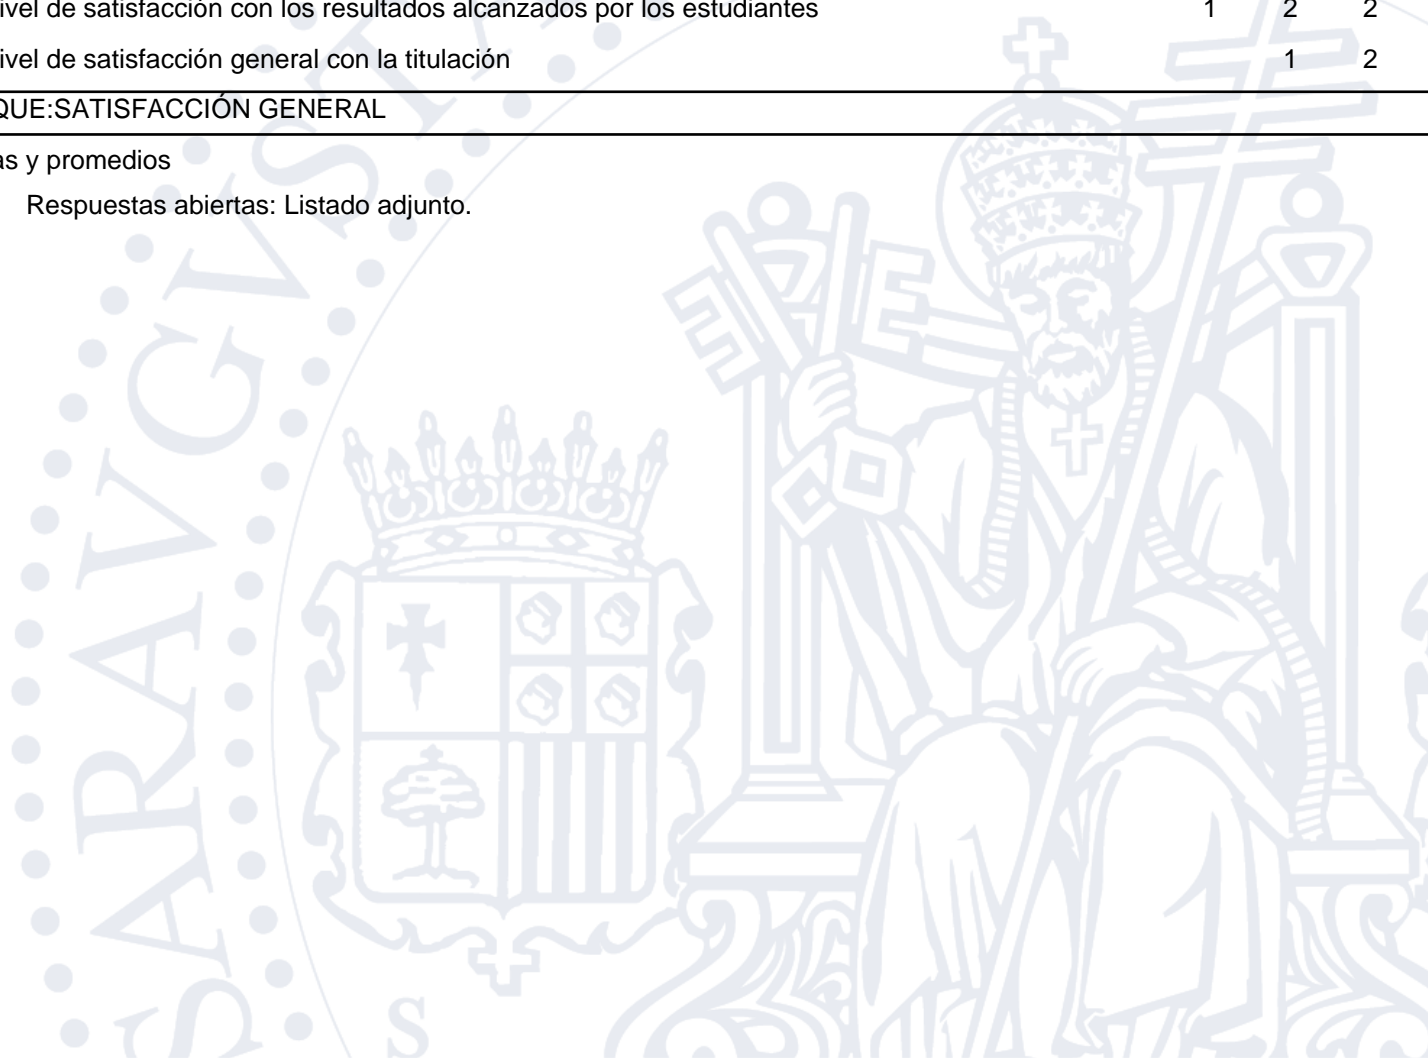 ivel de satisfacción con los resultados alcanzados por los estudiantes 1 2 2
ivel de satisfacción general con la titulación 1 2
QUE:SATISFACCIÓN GENERAL
as y promedios
Respuestas abiertas: Listado adjunto.
SARAVGVSTA
S